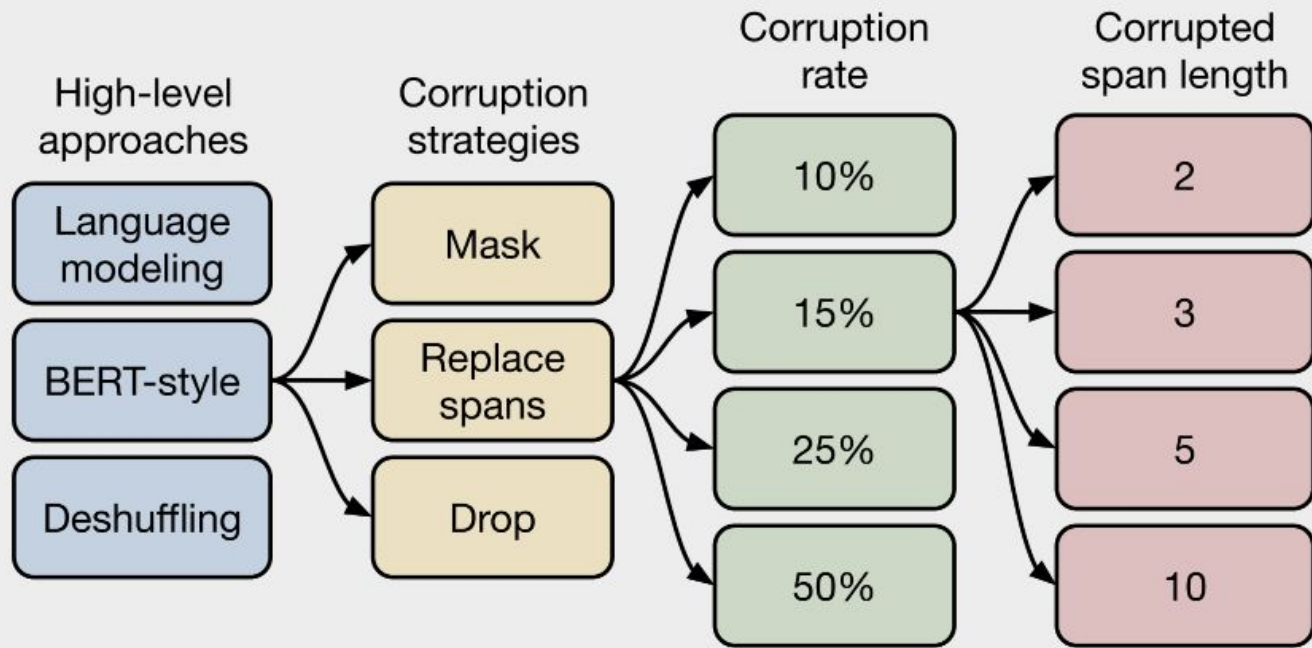 High-level
approaches
Language
modeling
BERT-style
Deshuffling
Corruption
strategies
Mask
Replace
spans
Drop
Corruption
rate
10%
15%
25%
50%
Corrupted
span length
2
3
5
10